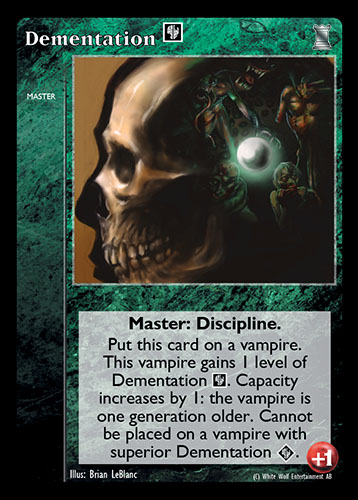 Dementation
MASTER
Master: Discipline.
Put this card on a vampire.
This vampire gains 1 level of
Dementation . Capacity
increases by 1: the vampire is
one generation older. Cannot
be placed on a vampire with
superior Dementation .
+1
Illus: Brian LeBlanc
(C) White Wolf Entertainment AB